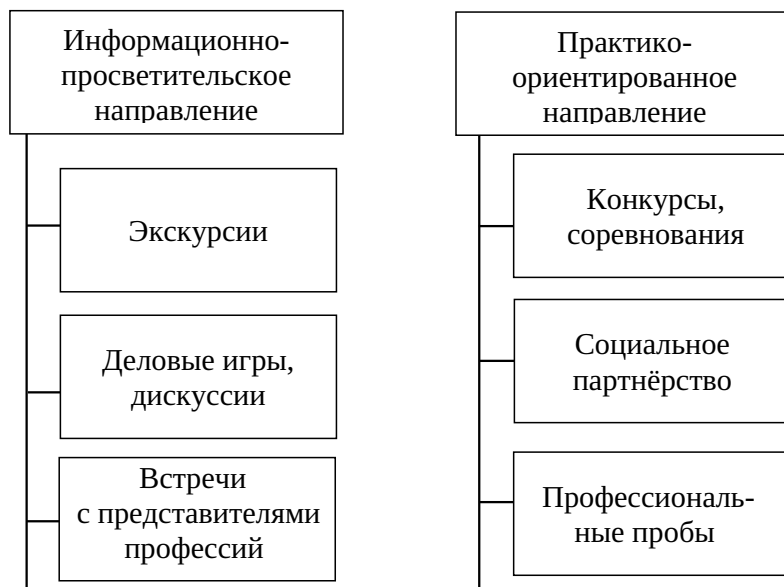 Информационно-
просветительское
направление
Экскурсии
Деловые игры,
дискуссии
Встречи
с представителями
профессий
Практико-
ориентированное
направление
Конкурсы,
соревнования
Социальное
партнёрство
Профессиональ-
ные пробы